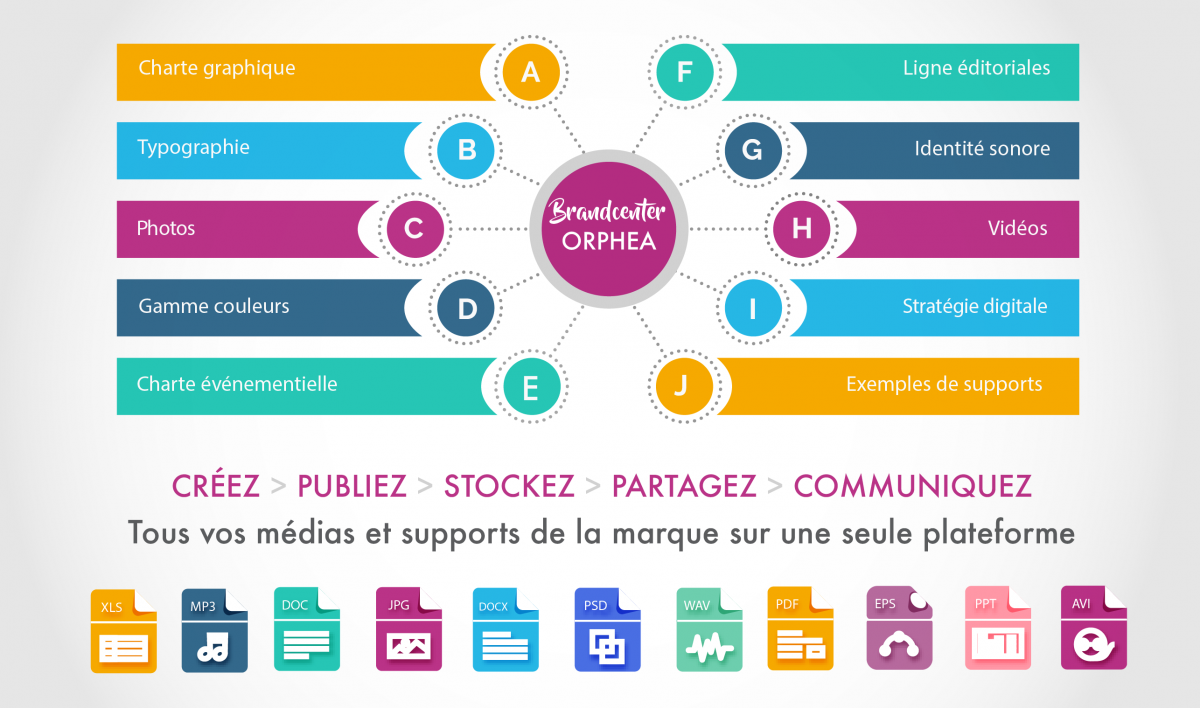 Charte graphique
A
F
Ligne éditoriales
Typographie
B
G
Identité sonore
Photos
C
Brandcenter
ORPHEA
H
Vidéos
Gamme couleurs
D
I
Stratégie digitale
Charte événementielle
E
J
Exemples de supports
CRÉEZ > PUBLIEZ > STOCKEZ > PARTAGEZ > COMMUNIQUEZ
Tous vos médias et supports de la marque sur une seule plateforme
XLS
MP3
DOC
JPG
DOCX
PSD
WAV
PDF
EPS
PPT
AVI